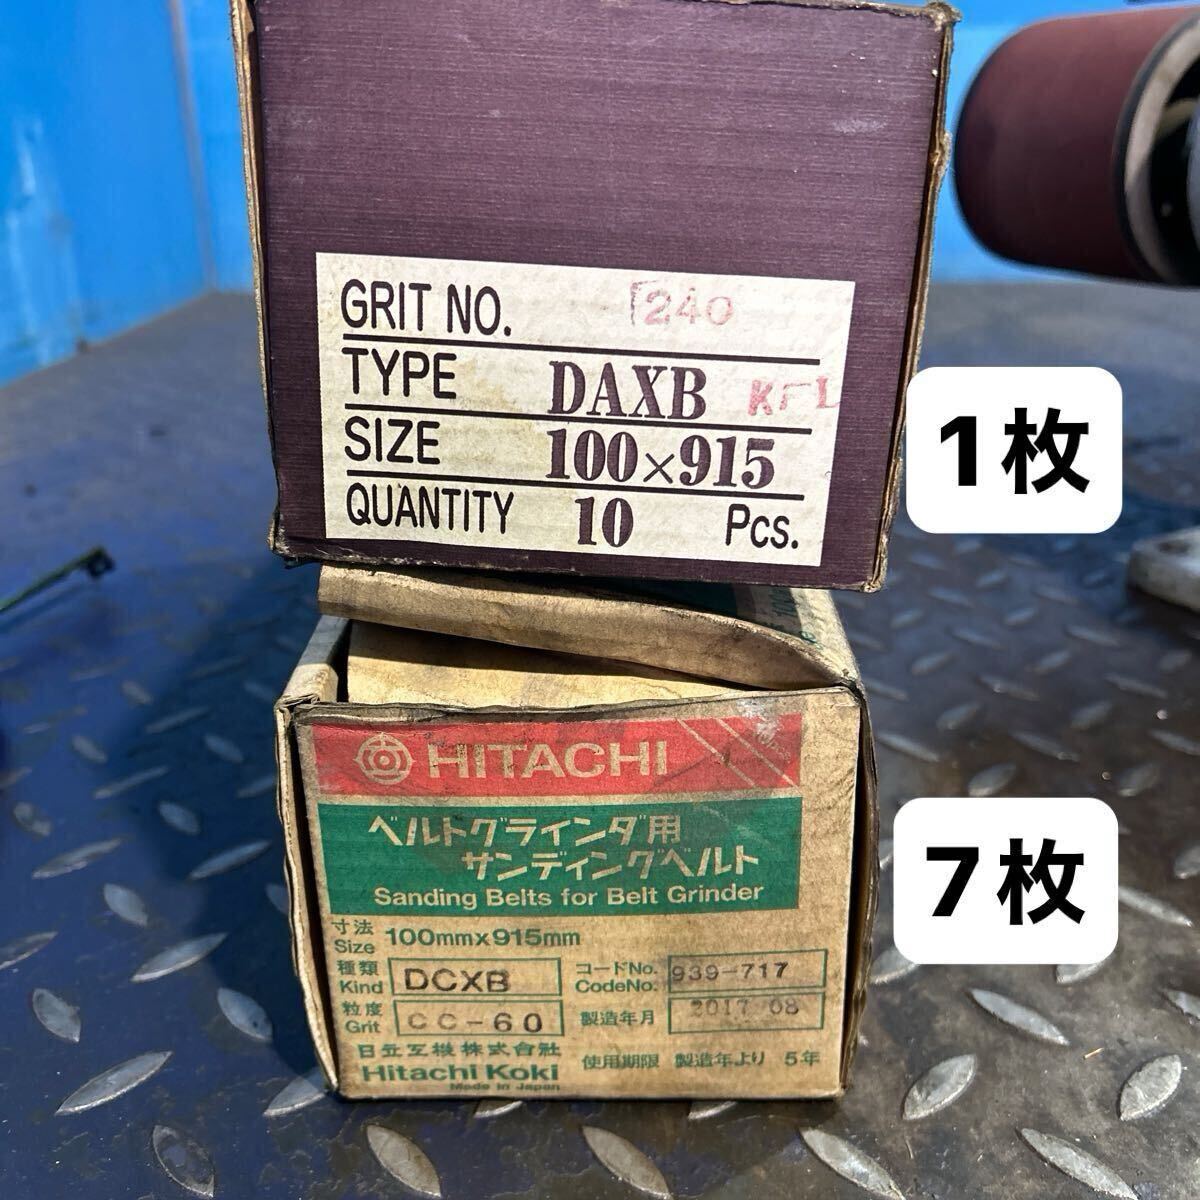 GRIT NO. 240
TYPE DAXB
SIZE 100×915
QUANTITY 10 Pcs.
1枚
HITACHI
ベルトグラインダ用
サンディングベルト
Sanding Belts for Belt Grinder
寸法 Size 100mm×915mm
種類 Kind DCXB コードNo. CodeNo. 939-717
粒度 Grit CC-60 製造年月 2017 08
日立工機株式会社 使用期限 製造年より 5年
Hitachi Koki
Made in Japan
7枚